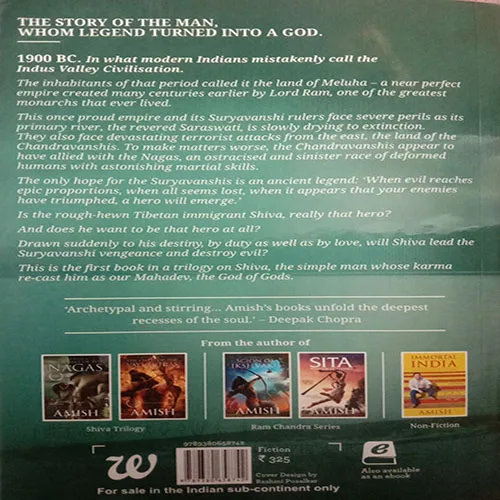 THE STORY OF THE MAN,
WHOM LEGEND TURNED INTO A GOD.
1900 BC. In what modern Indians mistakenly call the
Indus Valley Civilisation.
The inhabitants of that period called it the land of Meluha – a near perfect
empire created many centuries earlier by Lord Ram, one of the greatest
monarchs that ever lived.
This once proud empire and its Suryavanshi rulers face severe perils as its
primary river, the revered Saraswati, is slowly drying to extinction.
They also face devastating terrorist attacks from the east, the land of the
Chandravanshis. To make matters worse, the Chandravanshis appear to
have allied with the Nagas, an ostracised and sinister race of deformed
humans with astonishing martial skills.
The only hope for the Suryavanshis is an ancient legend: ‘When evil reaches
epic proportions, when all seems lost, when it appears that your enemies
have triumphed, a hero will emerge.’
Is the rough-hewn Tibetan immigrant Shiva, really that hero?
And does he want to be that hero at all?
Drawn suddenly to his destiny, by duty as well as by love, will Shiva lead the
Suryavanshi vengeance and destroy evil?
This is the first book in a trilogy on Shiva, the simple man whose karma
re-cast him as our Mahadev, the God of Gods.
‘Archetypal and stirring... Amish’s books unfold the deepest
recesses of the soul.’ – Deepak Chopra
From the author of
NAGAS
AMISH
AMISH
SCION OF
IKSHVAKU
AMISH
SITA
AMISH
IMMORTAL
INDIA
AMISH
Shiva Trilogy
Ram Chandra Series
Non-Fiction
9789380658742
Fiction
₹ 325
Cover Design by
Rashmi Pusalkar
w
e
Also available
as an ebook
For sale in the Indian sub-continent only